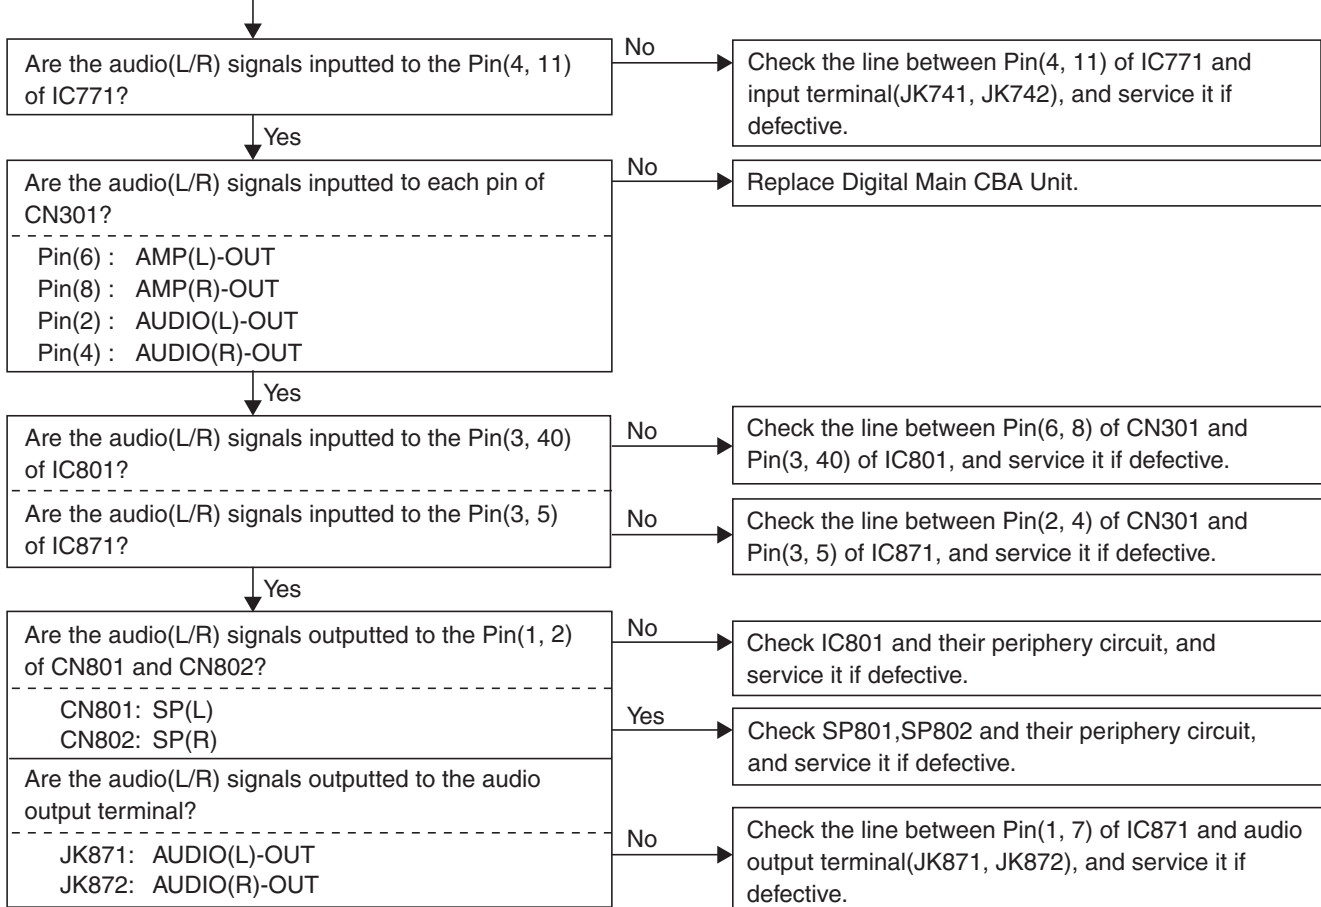 Are the audio(L/R) signals inputted to the Pin(4, 11)
of IC771?
No
Check the line between Pin(4, 11) of IC771 and
input terminal(JK741, JK742), and service it if
defective.
Yes
Are the audio(L/R) signals inputted to each pin of
CN301?
Pin(6) : AMP(L)-OUT
Pin(8) : AMP(R)-OUT
Pin(2) : AUDIO(L)-OUT
Pin(4) : AUDIO(R)-OUT
No
Replace Digital Main CBA Unit.
Yes
Are the audio(L/R) signals inputted to the Pin(3, 40)
of IC801?
No
Check the line between Pin(6, 8) of CN301 and
Pin(3, 40) of IC801, and service it if defective.
Are the audio(L/R) signals inputted to the Pin(3, 5)
of IC871?
No
Check the line between Pin(2, 4) of CN301 and
Pin(3, 5) of IC871, and service it if defective.
Yes
Are the audio(L/R) signals outputted to the Pin(1, 2)
of CN801 and CN802?
CN801: SP(L)
CN802: SP(R)
No
Check IC801 and their periphery circuit, and
service it if defective.
Yes
Check SP801,SP802 and their periphery circuit,
and service it if defective.
Are the audio(L/R) signals outputted to the audio
output terminal?
JK871: AUDIO(L)-OUT
JK872: AUDIO(R)-OUT
No
Check the line between Pin(1, 7) of IC871 and audio
output terminal(JK871, JK872), and service it if
defective.